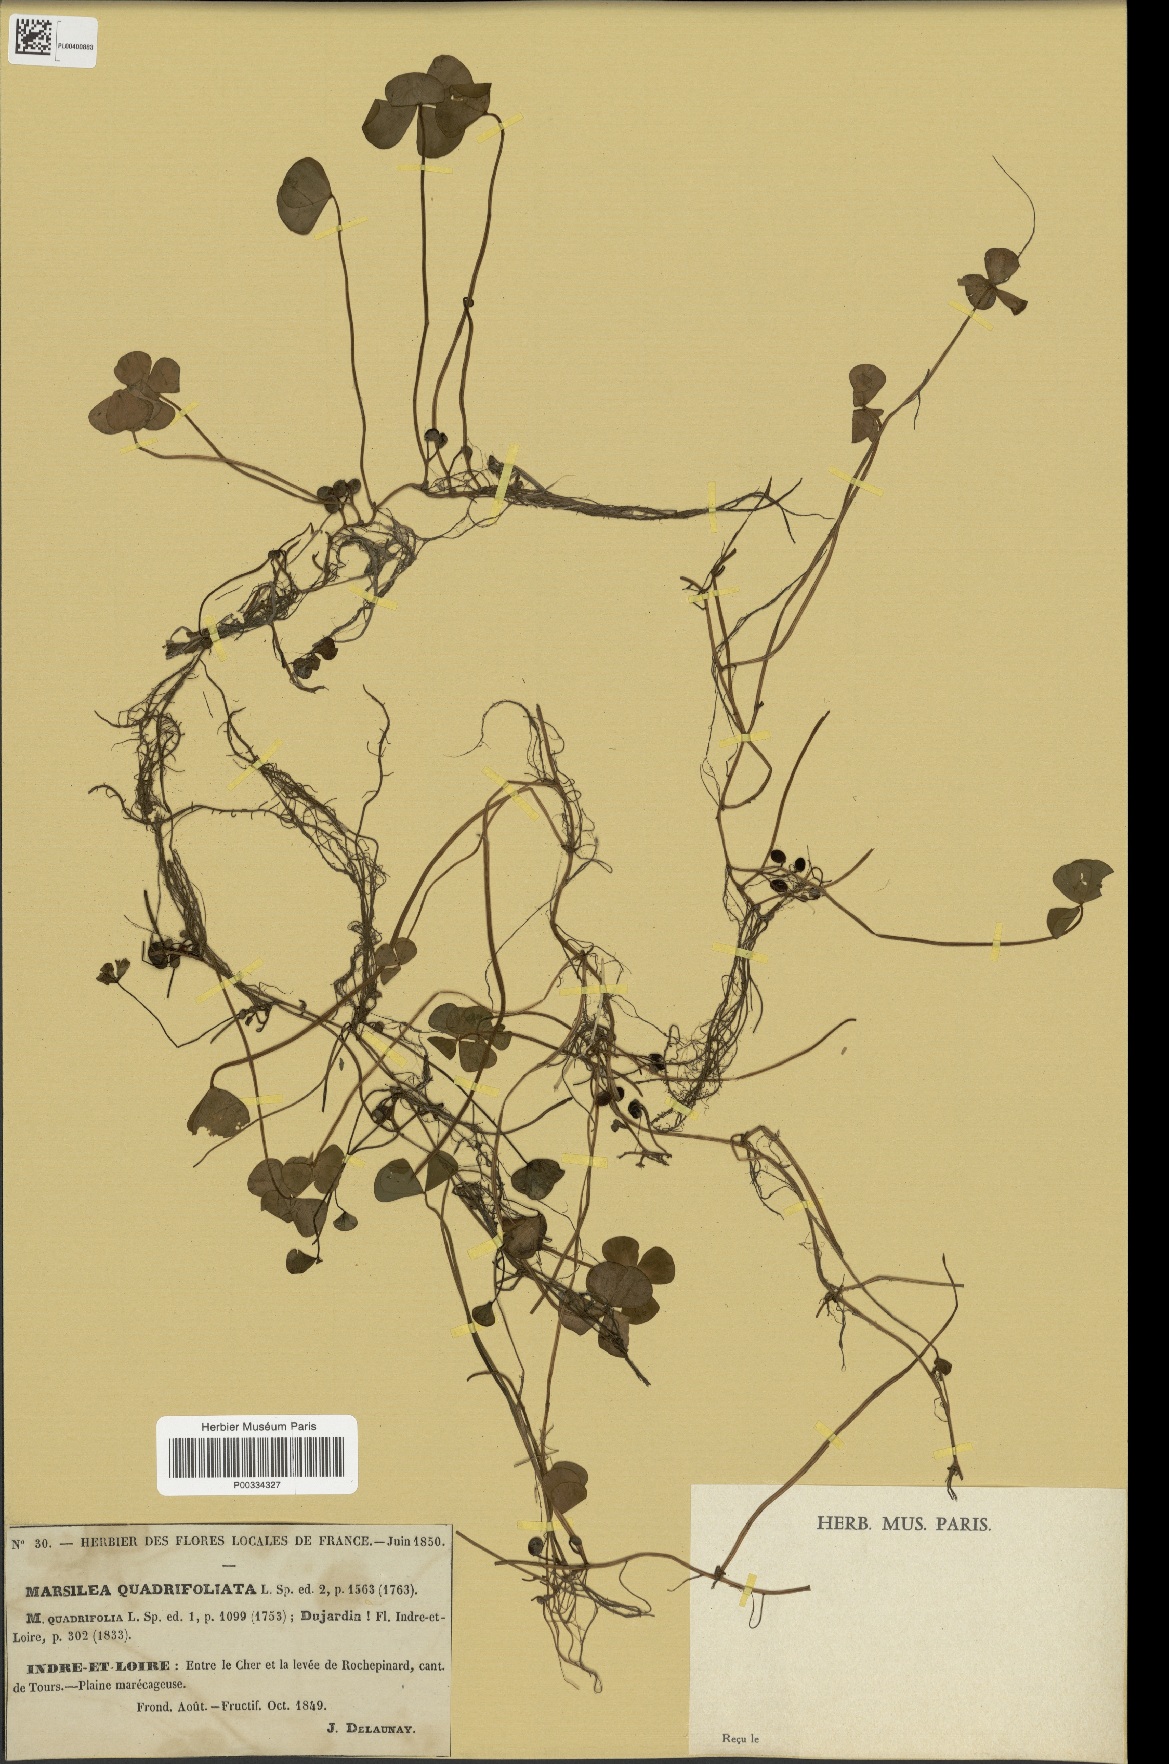 PL00400883
Herbier Muséum Paris
P00334327
N° 30. — HERBIER DES FLORES LOCALES DE FRANCE.—Juin 1850.
MARSILEA QUADRIFOLIATA L. Sp. ed. 2, p. 1563 (1763).
M. QUADRIFOLIA L. Sp. ed. 1, p. 1099 (1753) ; Dujardin ! Fl. Indre-et-
Loire, p. 302 (1833).
INDRE-ET-LOIRE : Entre le Cher et la levée de Rochepinard, cant.
de Tours.—Plaine marécageuse.
Frond. Août. — Fructif. Oct. 1849.
J. DELAUNAY.
HERB. MUS. PARIS.
Reçu le